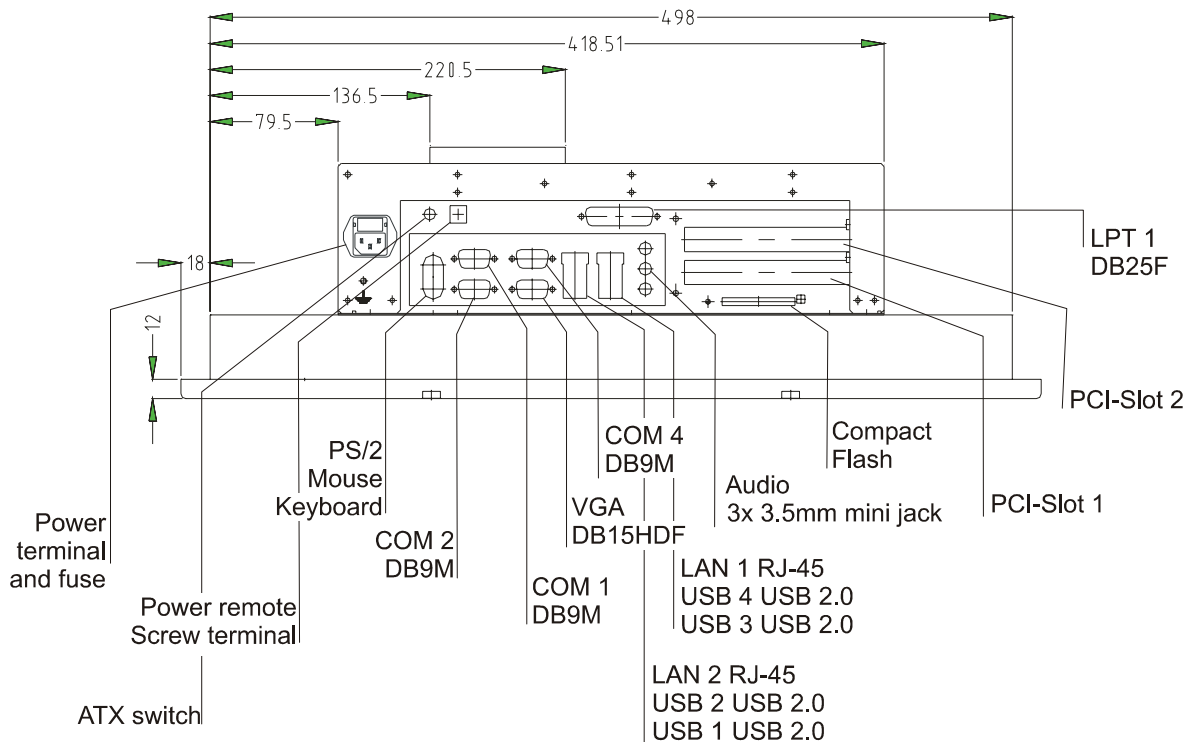 498
418.51
220.5
136.5
79.5
18
12
LPT 1
DB25F
PCI-Slot 2
PCI-Slot 1
Compact
Flash
Audio
3x 3.5mm mini jack
COM 4
DB9M
PS/2
Mouse
Keyboard
VGA
DB15HDF
COM 2
DB9M
COM 1
DB9M
LAN 1 RJ-45
USB 4 USB 2.0
USB 3 USB 2.0
Power
terminal
and fuse
Power remote
Screw terminal
LAN 2 RJ-45
USB 2 USB 2.0
USB 1 USB 2.0
ATX switch